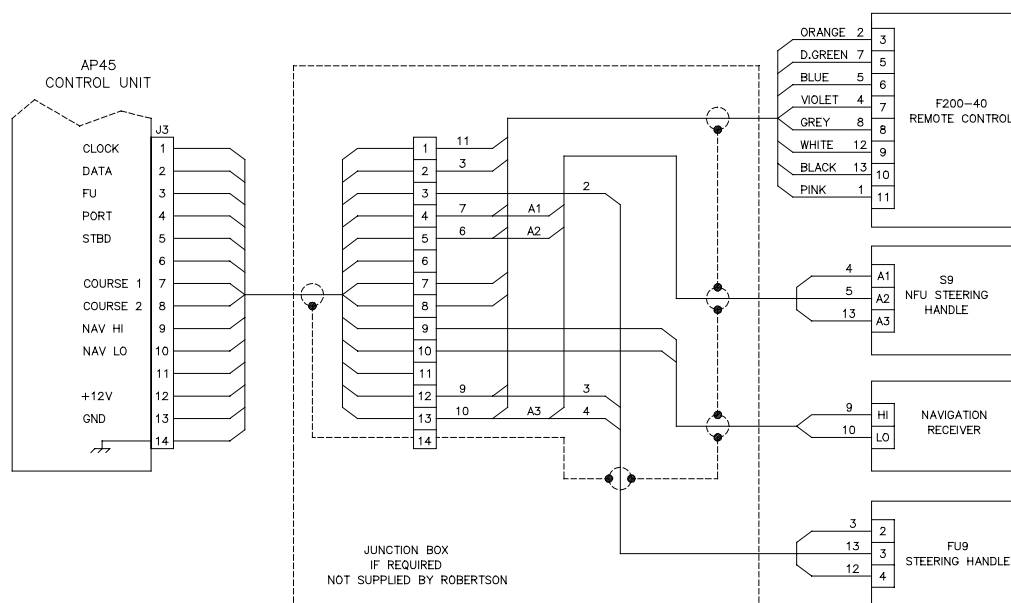 AP45
CONTROL UNIT
J3
CLOCK 1
DATA 2
FU 3
PORT 4
STBD 5
6
COURSE 1 7
COURSE 2 8
NAV HI 9
NAV LO 10
11
+12V 12
GND 13
14
1 11
2 3
3 2
4 7 A1
5 6 A2
6
7
8
9
10
11
12 9 3
13 10 A3 4
14
JUNCTION BOX
IF REQUIRED
NOT SUPPLIED BY ROBERTSON
ORANGE 2 3
D.GREEN 7 5
BLUE 5 6
VIOLET 4 7
GREY 8 8
WHITE 12 9
BLACK 13 10
PINK 1 11
F200-40
REMOTE CONTROL
4 A1
5 A2
13 A3
S9
NFU STEERING
HANDLE
9 HI
10 LO
NAVIGATION
RECEIVER
3 2
13 3
12 4
FU9
STEERING HANDLE